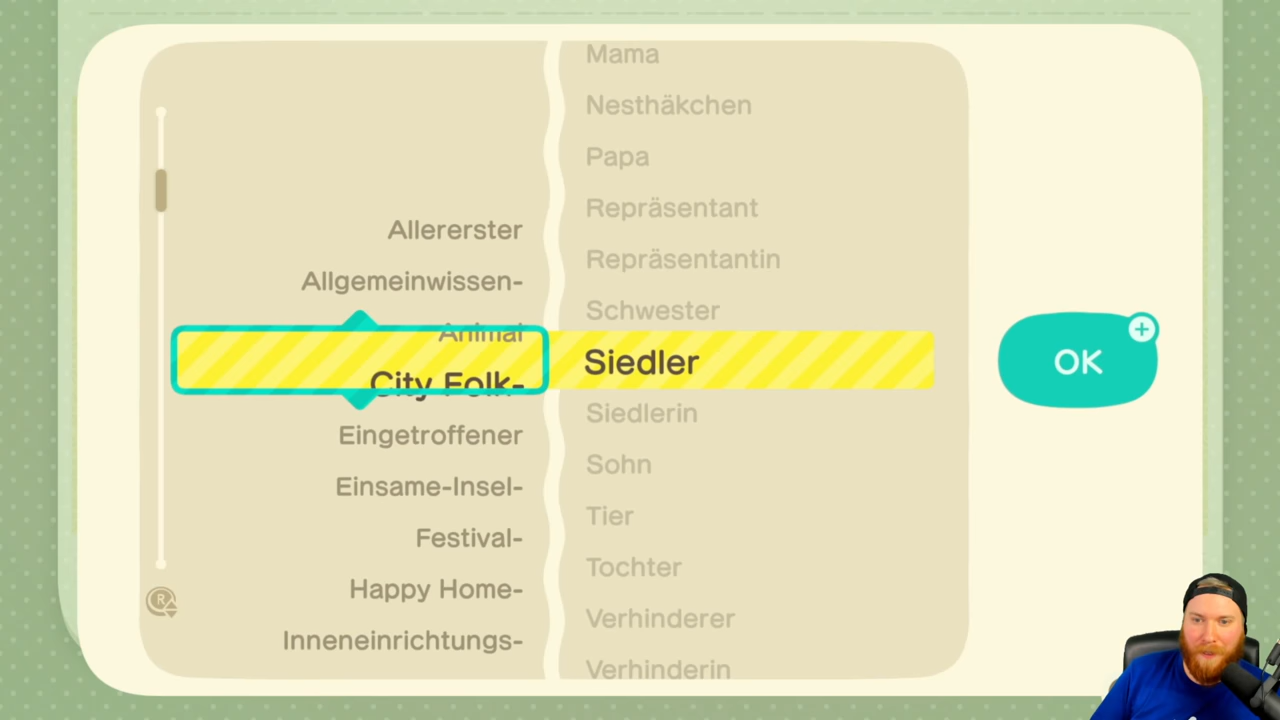 Allererster
Allgemeinwissen-
Animal
City Folk-
Eingetroffener
Einsame-Insel-
Festival-
Happy Home-
Inneneinrichtungs-
R
Mama
Nesthäkchen
Papa
Repräsentant
Repräsentantin
Schwester
Siedler
Siedlerin
Sohn
Tier
Tochter
Verhinderer
Verhinderin
OK